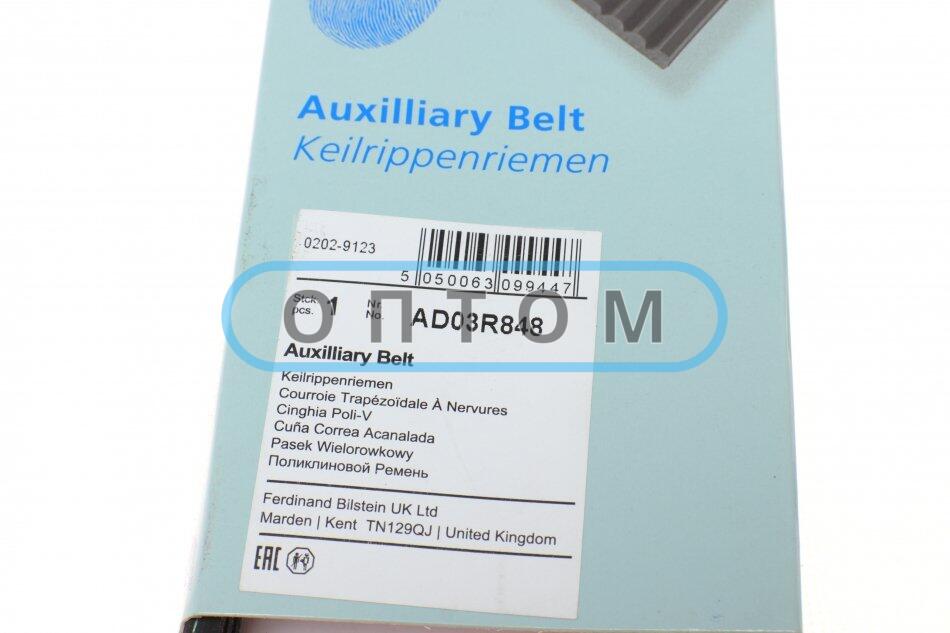 Auxilliary Belt
Keilrippenriemen
0202-9123
5 050063 099447
Stck. pcs. 1 Nr. No. AD03R848
ОПТОМ
Auxilliary Belt
Keilrippenriemen
Courroie Trapézoïdale À Nervures
Cinghia Poli-V
Cuña Correa Acanalada
Pasek Wielorowkowy
Поликлиновой Ремень
Ferdinand Bilstein UK Ltd
Marden | Kent TN129QJ | United Kingdom
EAC